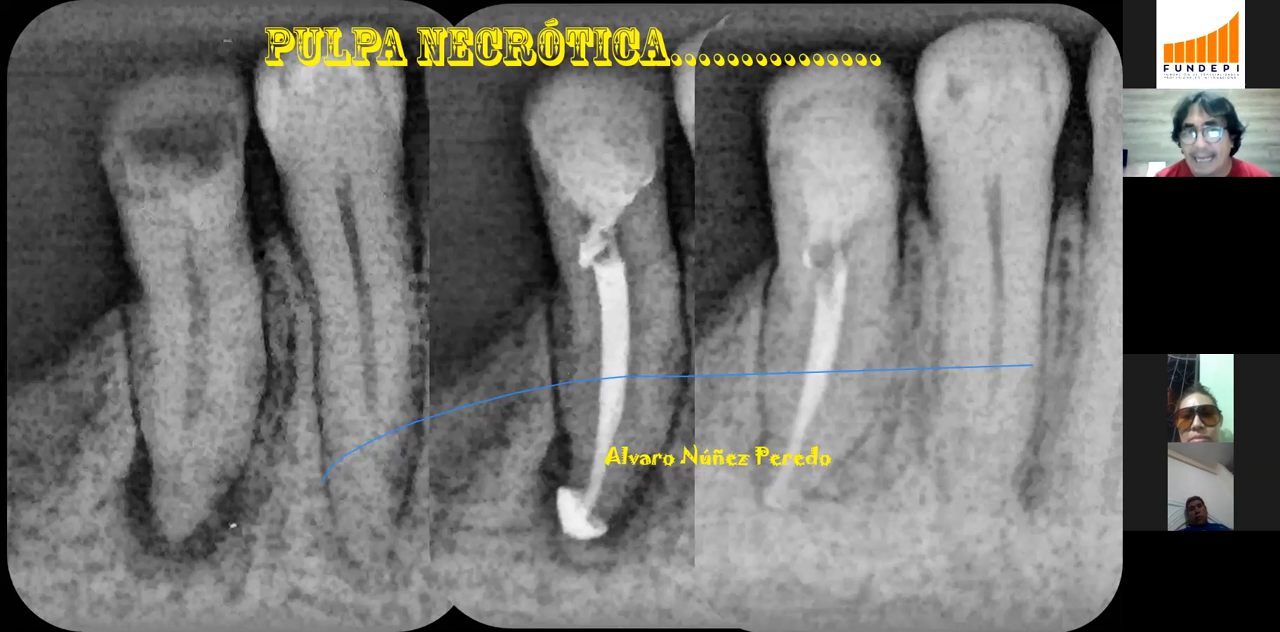 PULPA NECRÓTICA...............
FUNDEPI
Alvaro Núñez Peredo